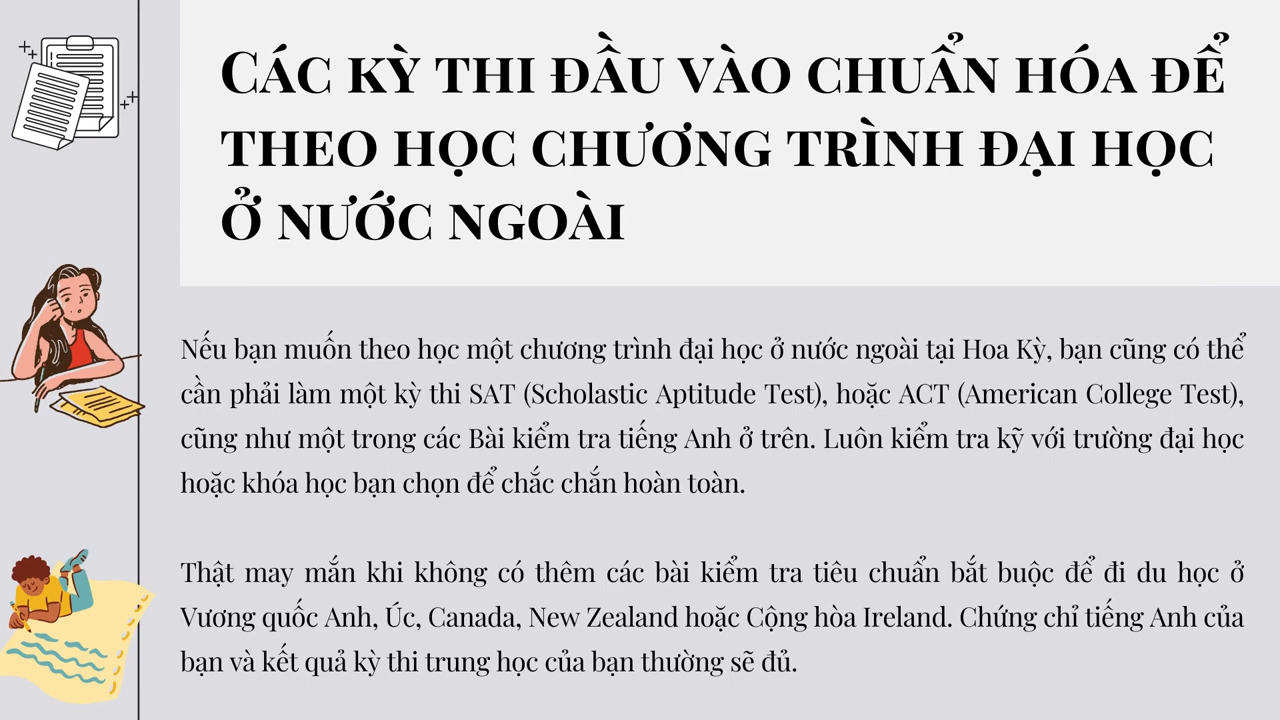 Các kỳ thi đầu vào chuẩn hóa để
theo học chương trình đại học
ở nước ngoài
Nếu bạn muốn theo học một chương trình đại học ở nước ngoài tại Hoa Kỳ, bạn cũng có thể
cần phải làm một kỳ thi SAT (Scholastic Aptitude Test), hoặc ACT (American College Test),
cũng như một trong các Bài kiểm tra tiếng Anh ở trên. Luôn kiểm tra kỹ với trường đại học
hoặc khóa học bạn chọn để chắc chắn hoàn toàn.
Thật may mắn khi không có thêm các bài kiểm tra tiêu chuẩn bắt buộc để đi du học ở
Vương quốc Anh, Úc, Canada, New Zealand hoặc Cộng hòa Ireland. Chứng chỉ tiếng Anh của
bạn và kết quả kỳ thi trung học của bạn thường sẽ đủ.